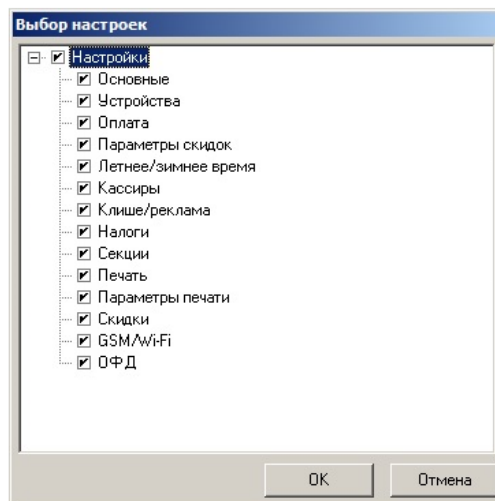 Выбор настроек
Настройки
Основные
Устройства
Оплата
Параметры скидок
Летнее/зимнее время
Кассиры
Клише/реклама
Налоги
Секции
Печать
Параметры печати
Скидки
GSM/Wi-Fi
ОФД
OK Отмена